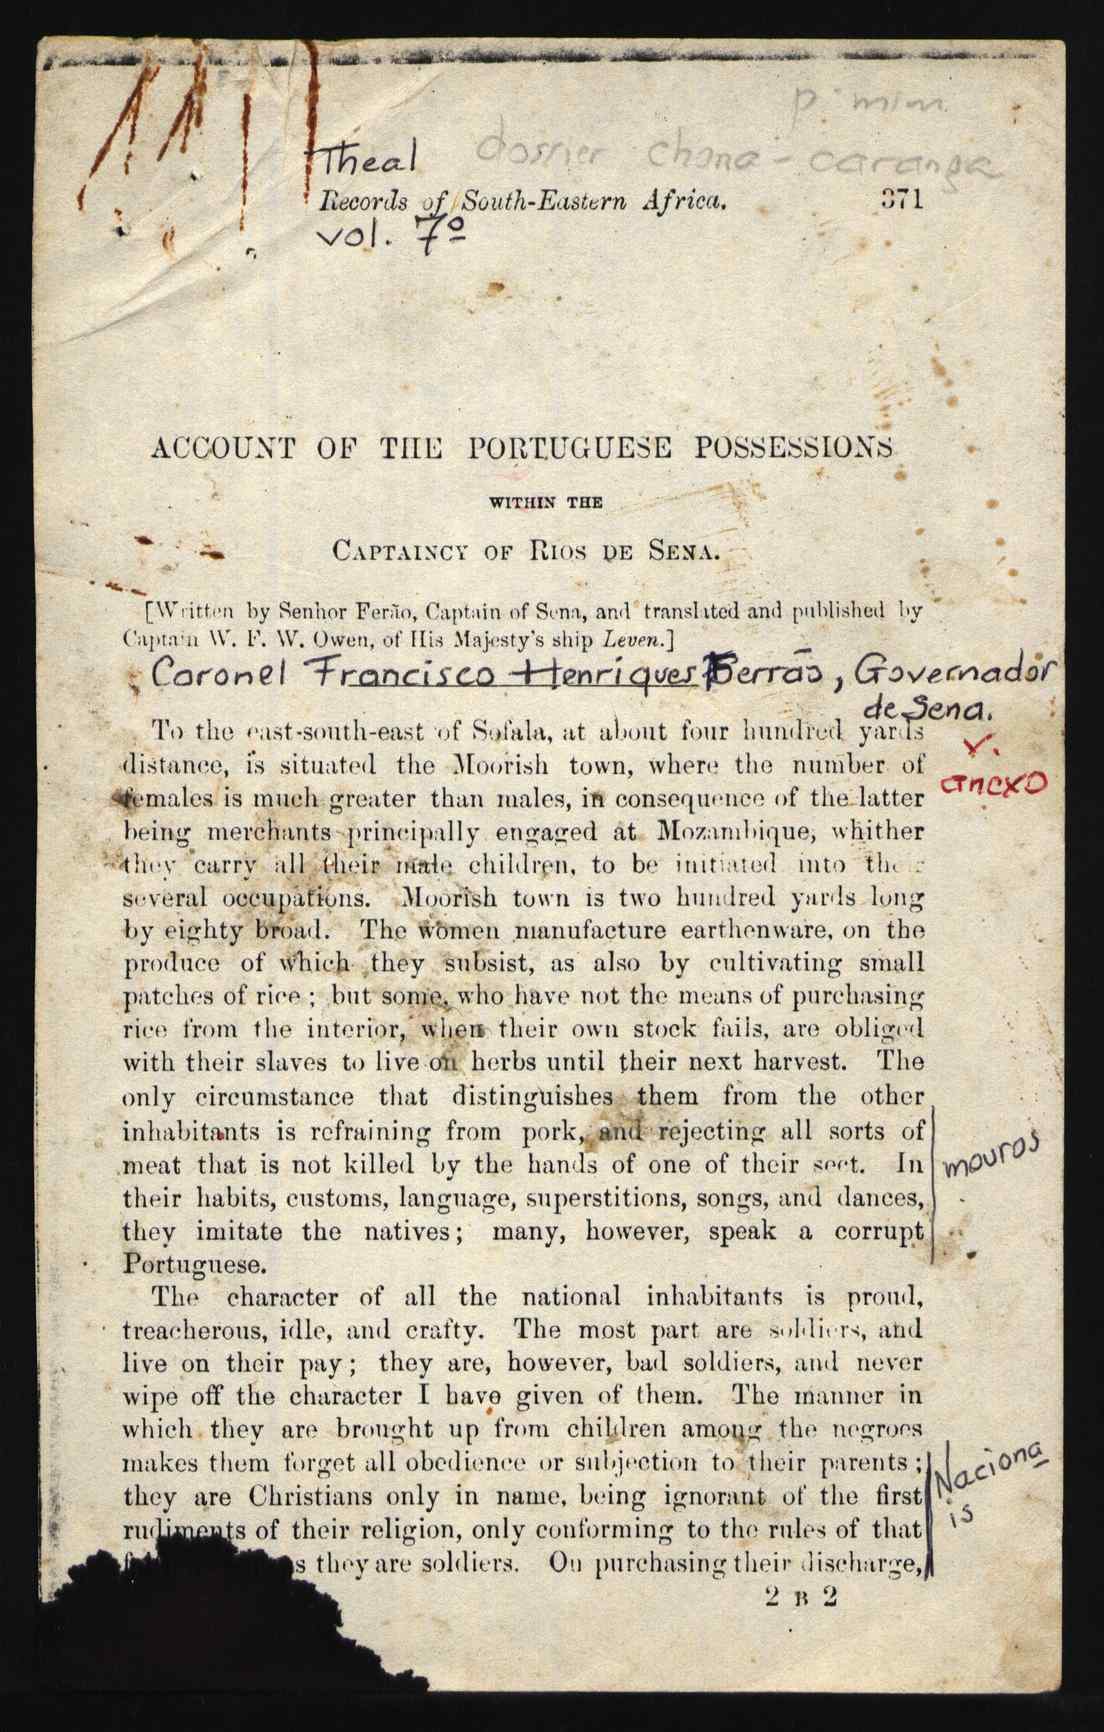 p. mim.
Theal dossier chona-caranga
Records of South-Eastern Africa. 371
vol. 7º
ACCOUNT OF THE PORTUGUESE POSSESSIONS
WITHIN THE
CAPTAINCY OF RIOS DE SENA.
[Written by Senhor Ferão, Captain of Sena, and translated and published by
Captain W. F. W. Owen, of His Majesty's ship Leven.]
Coronel Francisco Henriques Ferrão, Governador
de Sena.
To the east-south-east of Sofala, at about four hundred yards
v.
distance, is situated the Moorish town, where the number of
anexo
females is much greater than males, in consequence of the latter
being merchants principally engaged at Mozambique, whither
they carry all their male children, to be initiated into their
several occupations. Moorish town is two hundred yards long
by eighty broad. The women manufacture earthenware, on the
produce of which they subsist, as also by cultivating small
patches of rice; but some, who have not the means of purchasing
rice from the interior, when their own stock fails, are obliged
with their slaves to live on herbs until their next harvest. The
only circumstance that distinguishes them from the other
inhabitants is refraining from pork, and rejecting all sorts of
meat that is not killed by the hands of one of their sect. In
mouros
their habits, customs, language, superstitions, songs, and dances,
they imitate the natives; many, however, speak a corrupt
Portuguese.
The character of all the national inhabitants is proud,
treacherous, idle, and crafty. The most part are soldiers, and
live on their pay; they are, however, bad soldiers, and never
wipe off the character I have given of them. The manner in
which they are brought up from children among the negroes
makes them forget all obedience or subjection to their parents;
Naciona
they are Christians only in name, being ignorant of the first
is
rudiments of their religion, only conforming to the rules of that
they are soldiers. On purchasing their discharge,
2 B 2